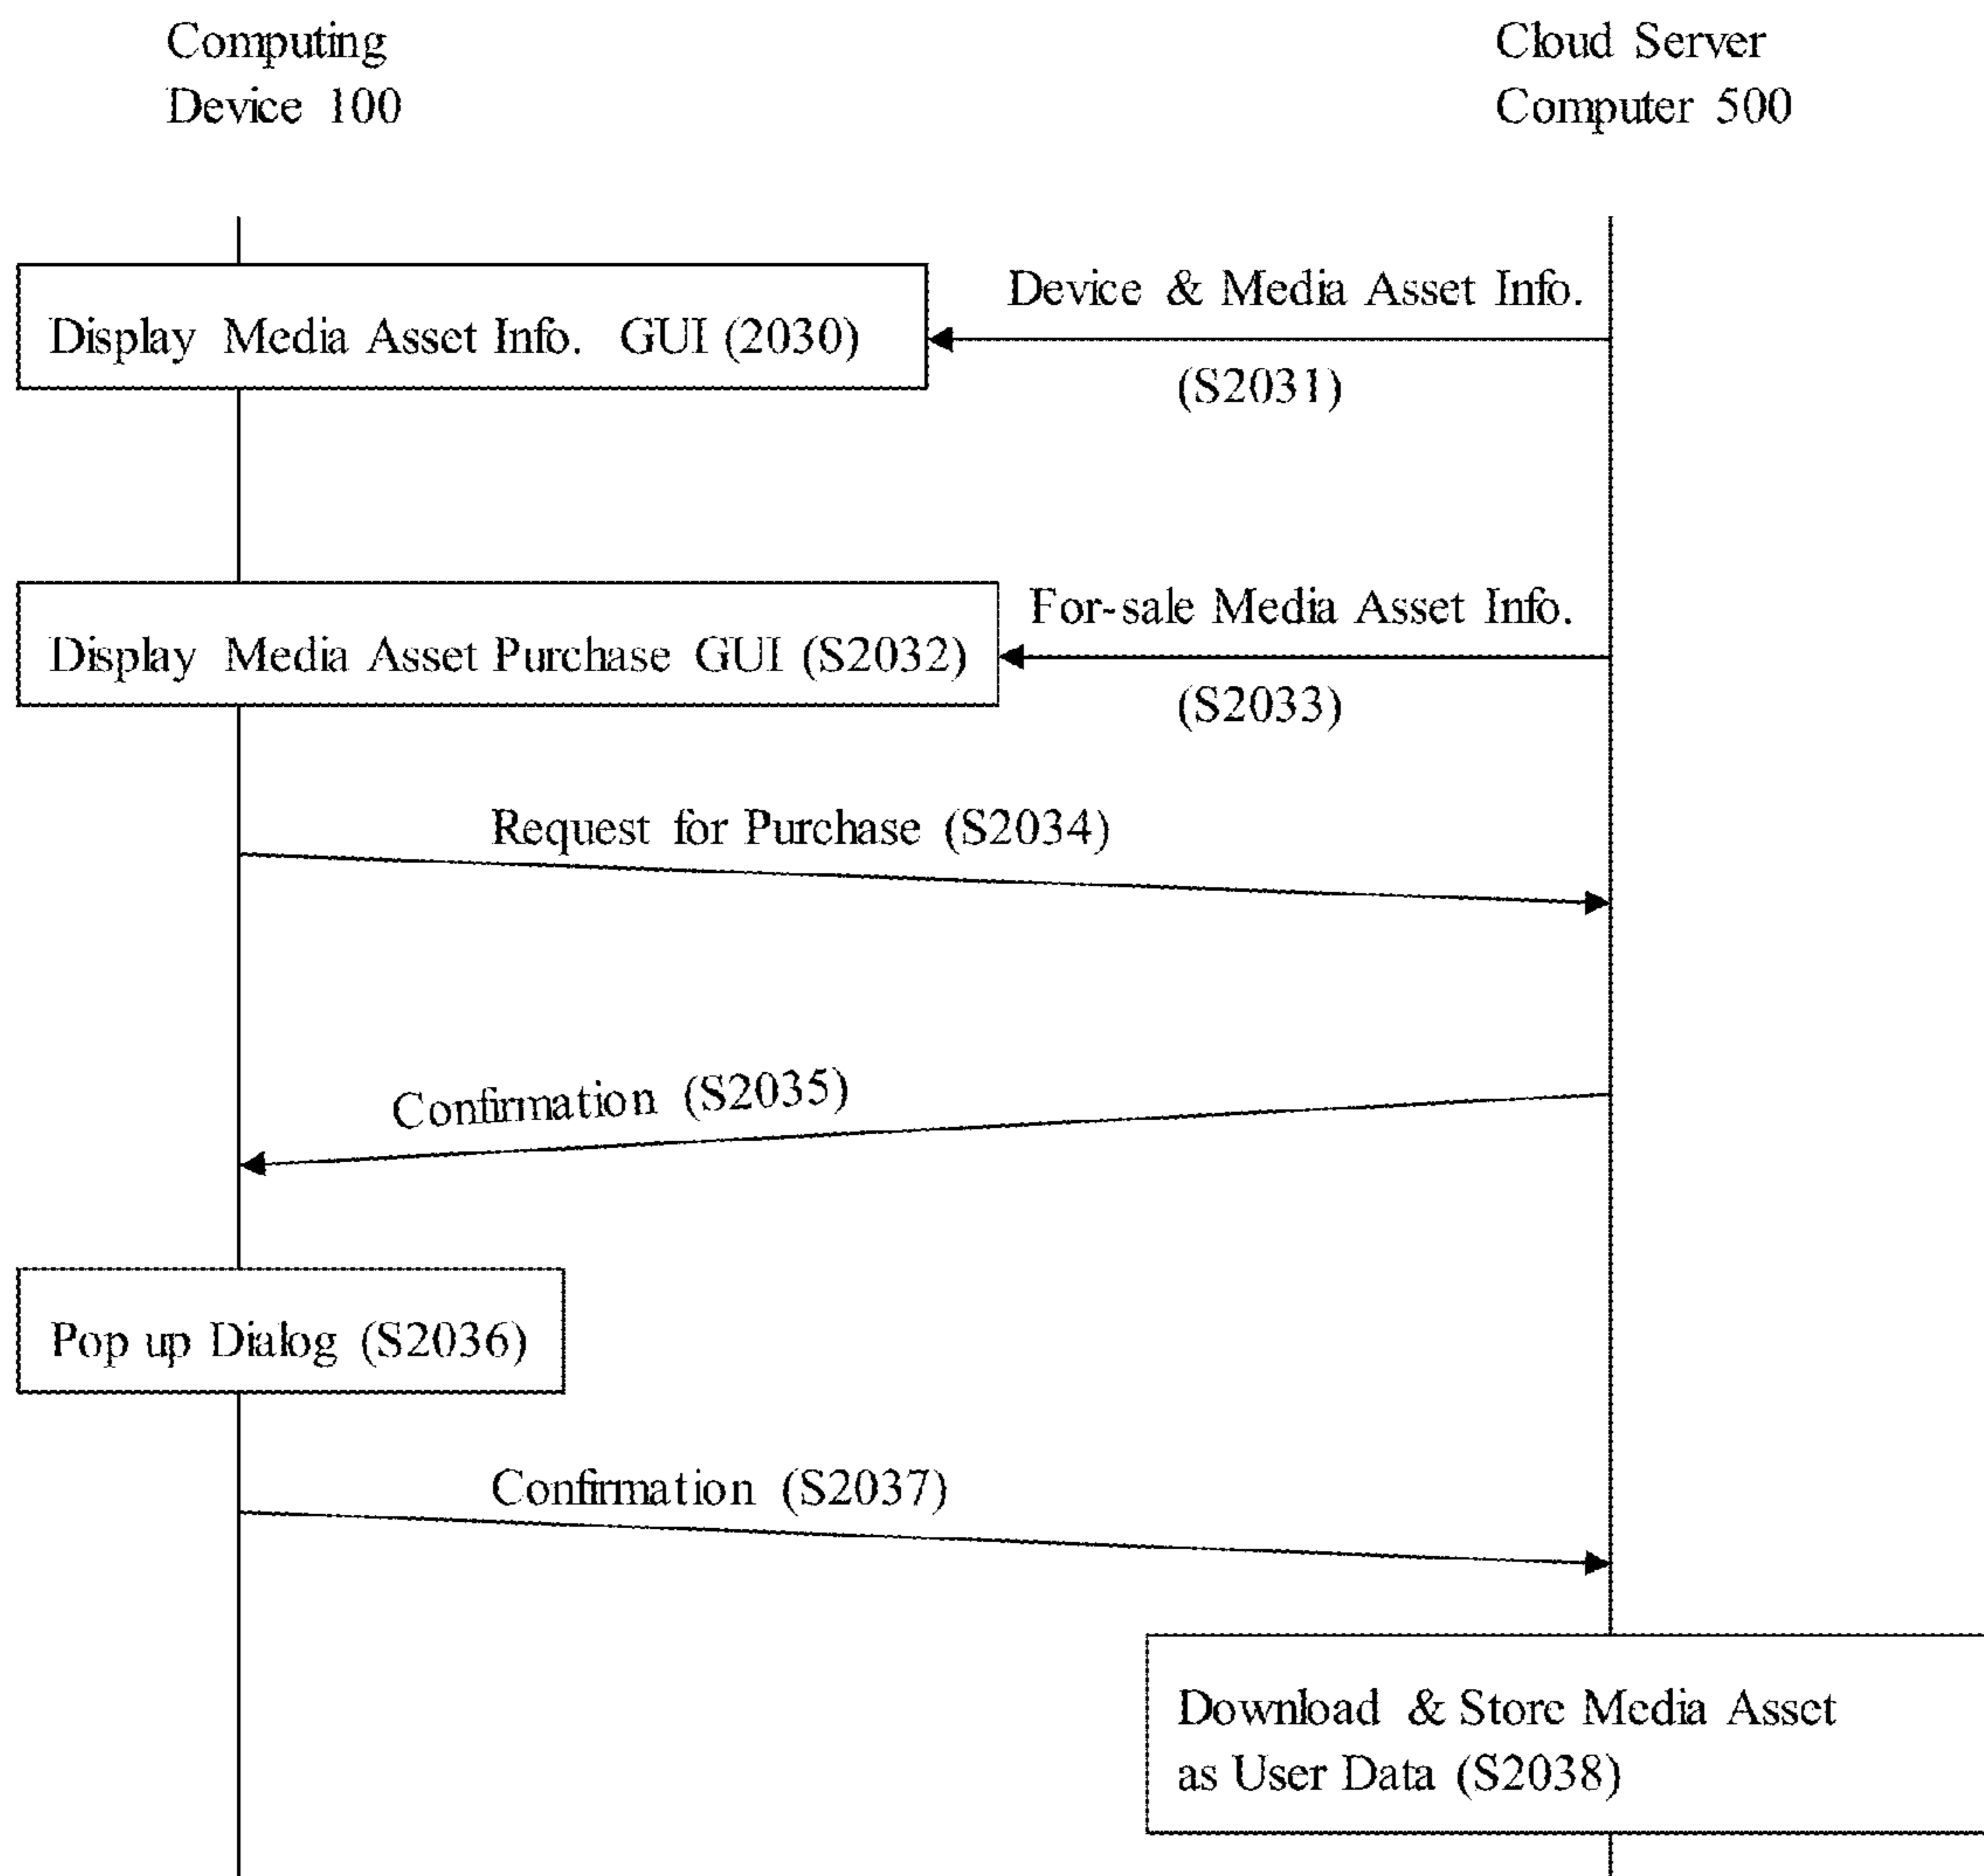 Computing
Device 100
Cloud Server
Computer 500
Device & Media Asset Info.
Display Media Asset Info. GUI (2030)
(S2031)
For-sale Media Asset Info.
Display Media Asset Purchase GUI (S2032)
(S2033)
Request for Purchase (S2034)
Confirmation (S2035)
Pop up Dialog (S2036)
Confirmation (S2037)
Download & Store Media Asset
as User Data (S2038)